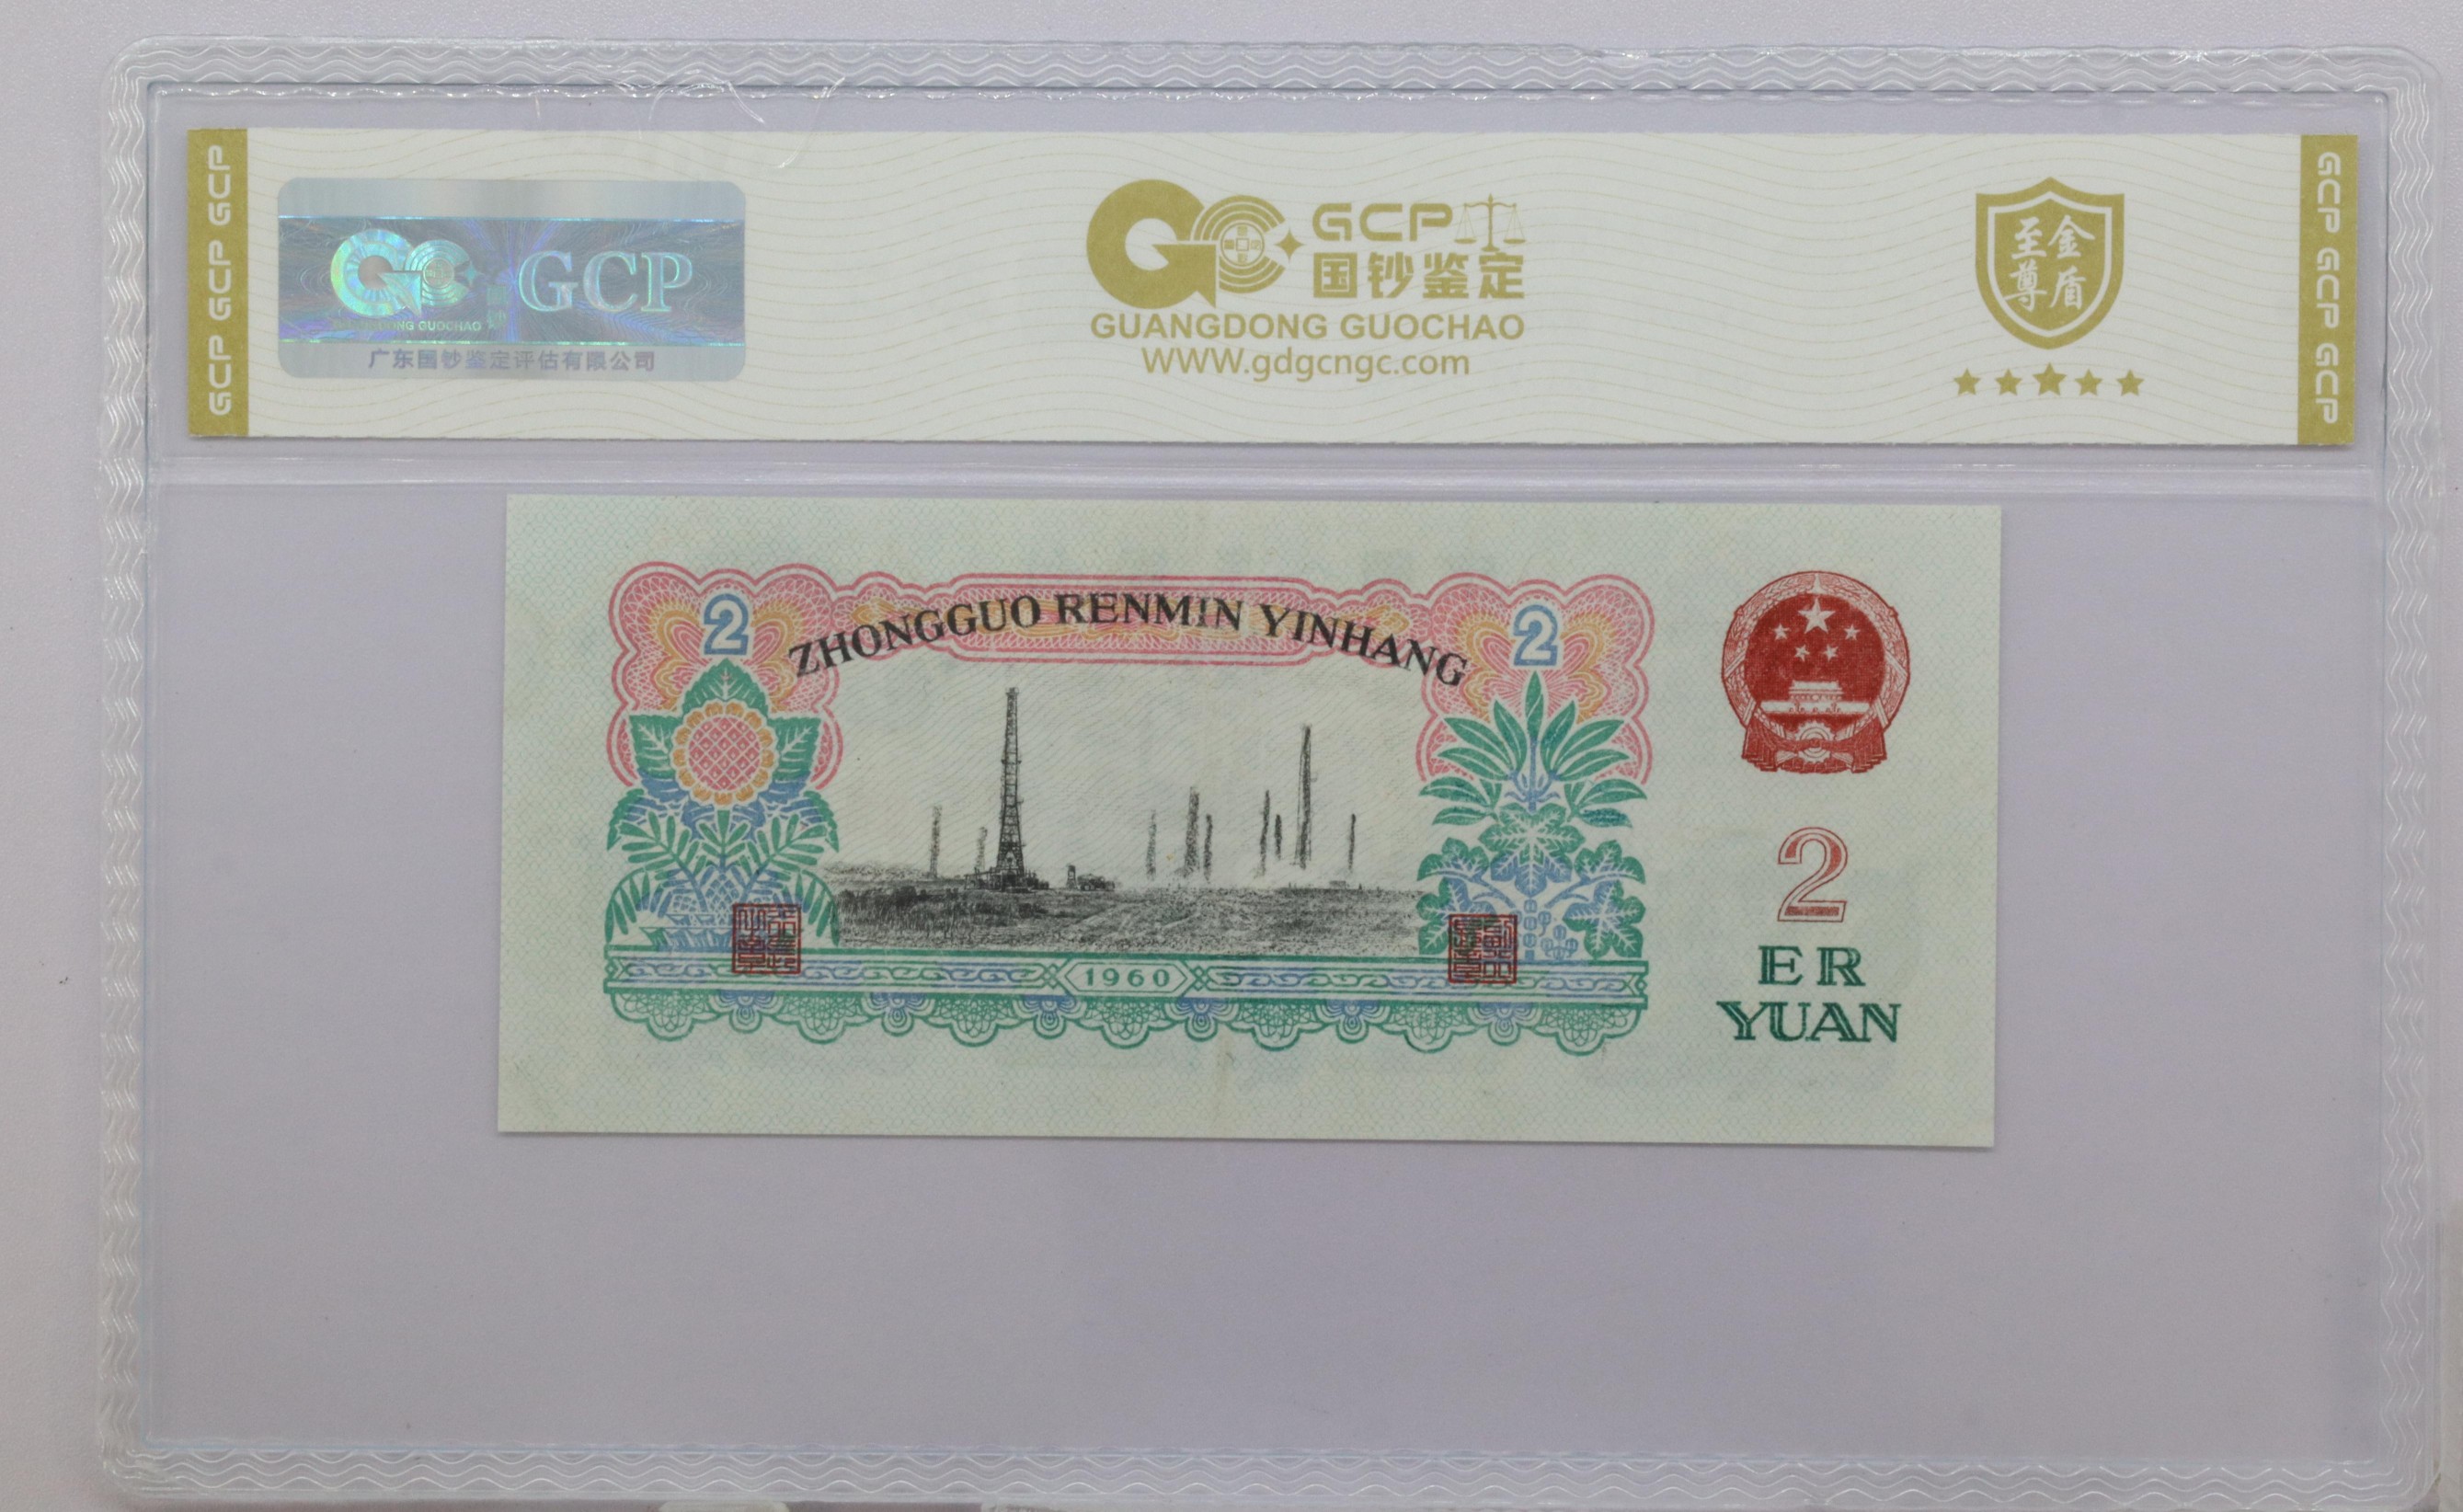 GCP GCP GCP
GCP
GUANGDONG GUOCHAO
广东国钞鉴定评估有限公司
GCP
国钞鉴定
GUANGDONG GUOCHAO
WWW.gdgcngc.com
至尊金盾
GCP GCP GCP
ZHONGGUO RENMIN YINHANG
2
2
1960
2
ER
YUAN